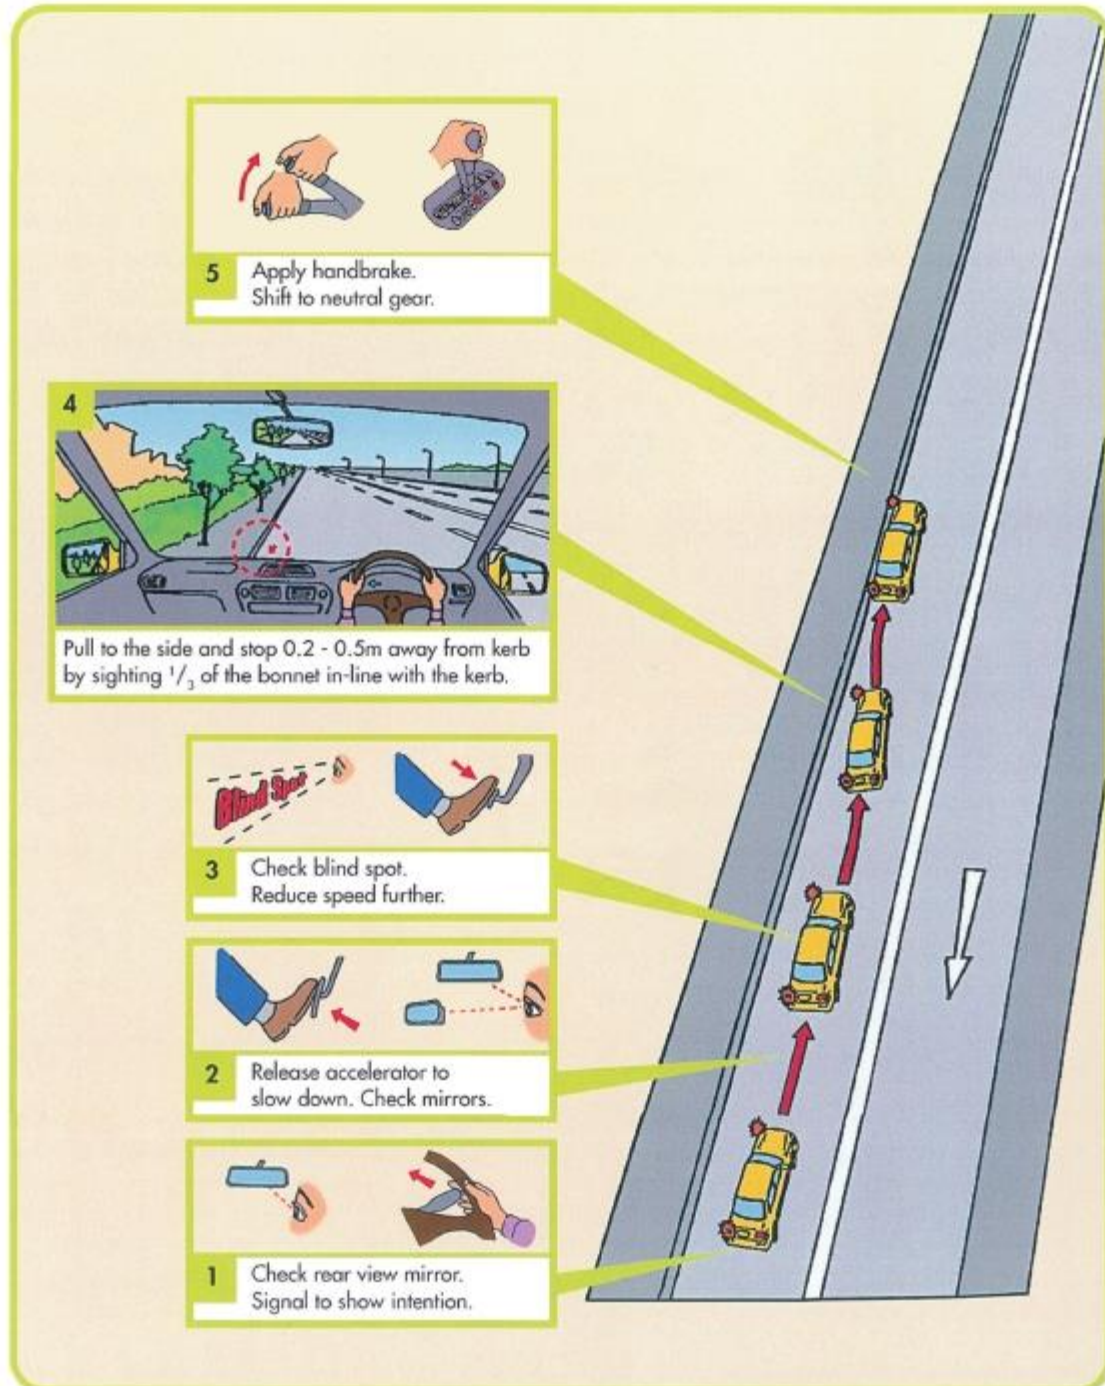 5
Apply handbrake.
Shift to neutral gear.
4
Pull to the side and stop 0.2 - 0.5m away from kerb
by sighting 1/3 of the bonnet in-line with the kerb.
Blind Spot
3
Check blind spot.
Reduce speed further.
2
Release accelerator to
slow down. Check mirrors.
1
Check rear view mirror.
Signal to show intention.